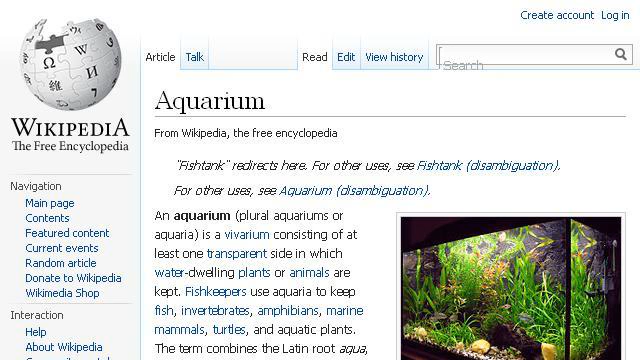 Create account Log in
Article Talk Read Edit View history Search
WIKIPEDIA
The Free Encyclopedia
Aquarium
From Wikipedia, the free encyclopedia
"Fishtank" redirects here. For other uses, see Fishtank (disambiguation).
For other uses, see Aquarium (disambiguation).
Navigation
Main page
Contents
Featured content
Current events
Random article
Donate to Wikipedia
Wikimedia Shop
Interaction
Help
About Wikipedia
An aquarium (plural aquariums or
aquaria) is a vivarium consisting of at
least one transparent side in which
water-dwelling plants or animals are
kept. Fishkeepers use aquaria to keep
fish, invertebrates, amphibians, marine
mammals, turtles, and aquatic plants.
The term combines the Latin root aqua,